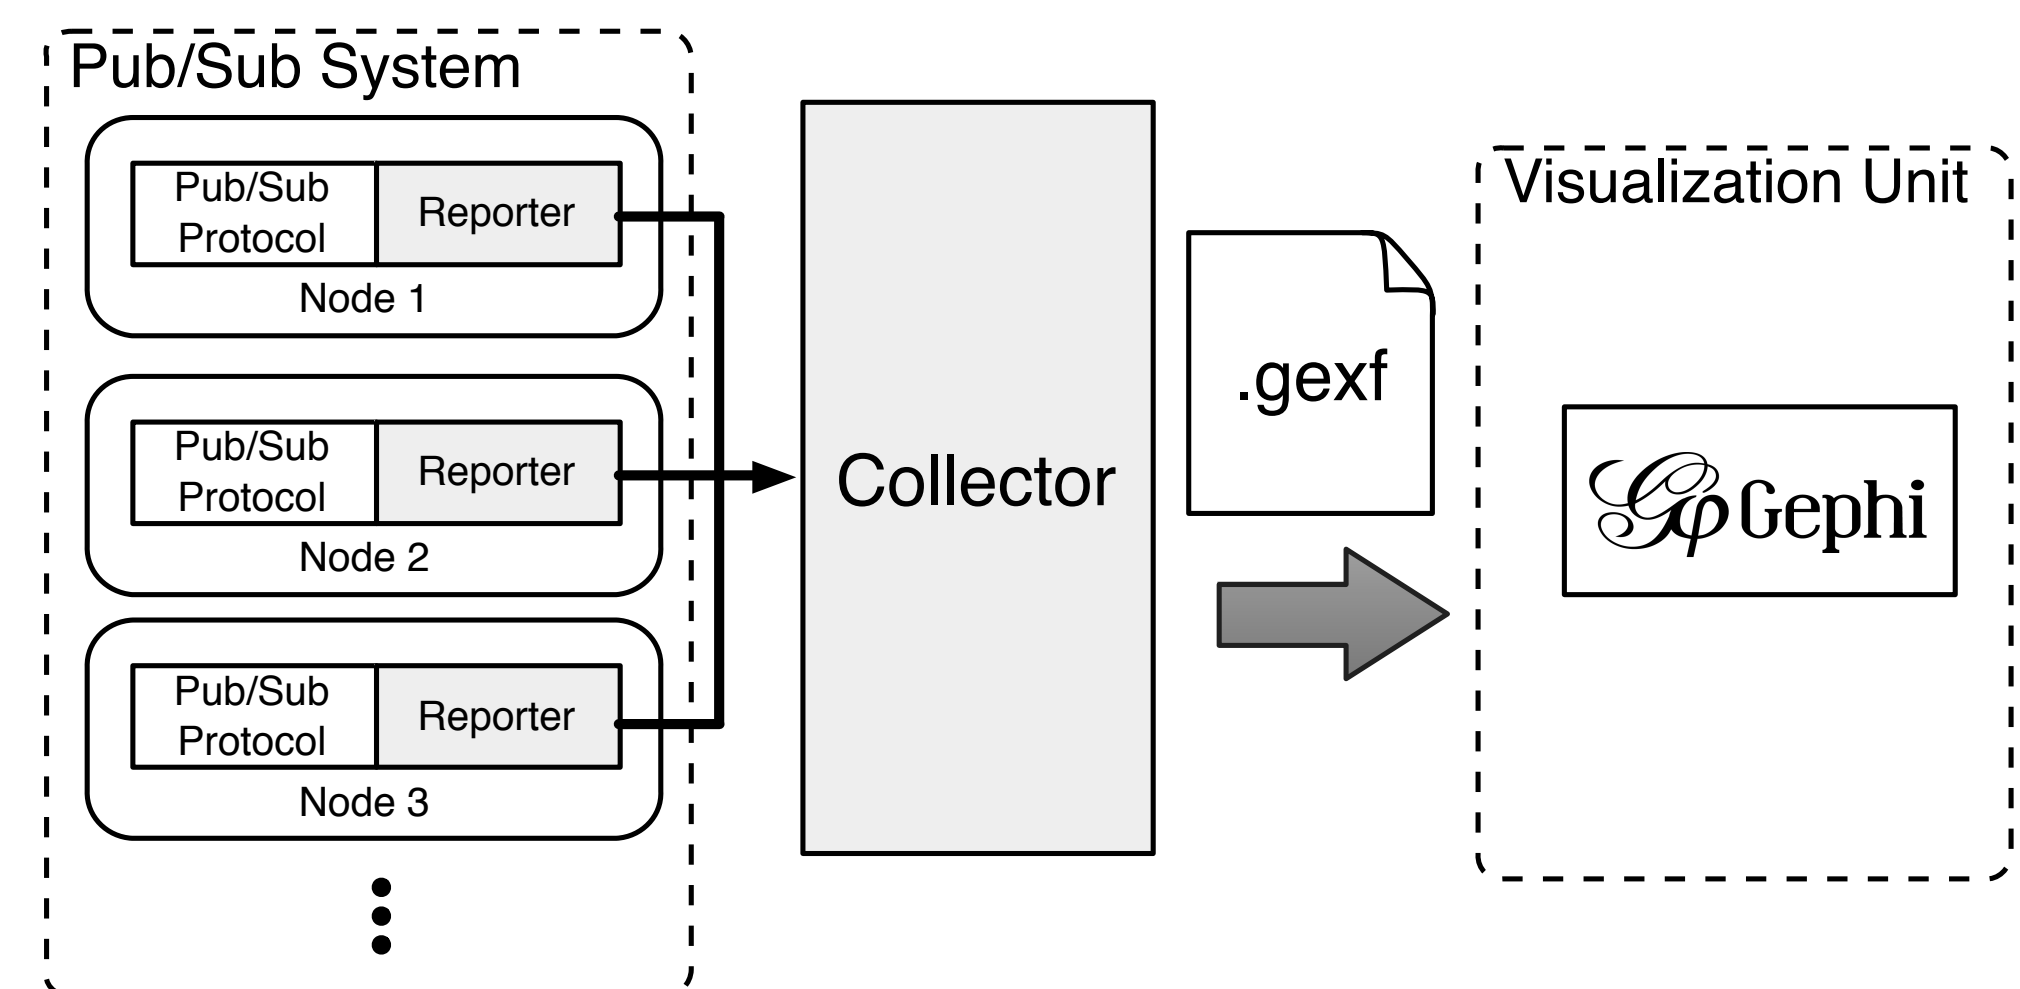 Pub/Sub System
Pub/Sub
Protocol
Reporter
Node 1
Pub/Sub
Protocol
Reporter
Node 2
Pub/Sub
Protocol
Reporter
Node 3
Collector
.gexf
Visualization Unit
Gephi